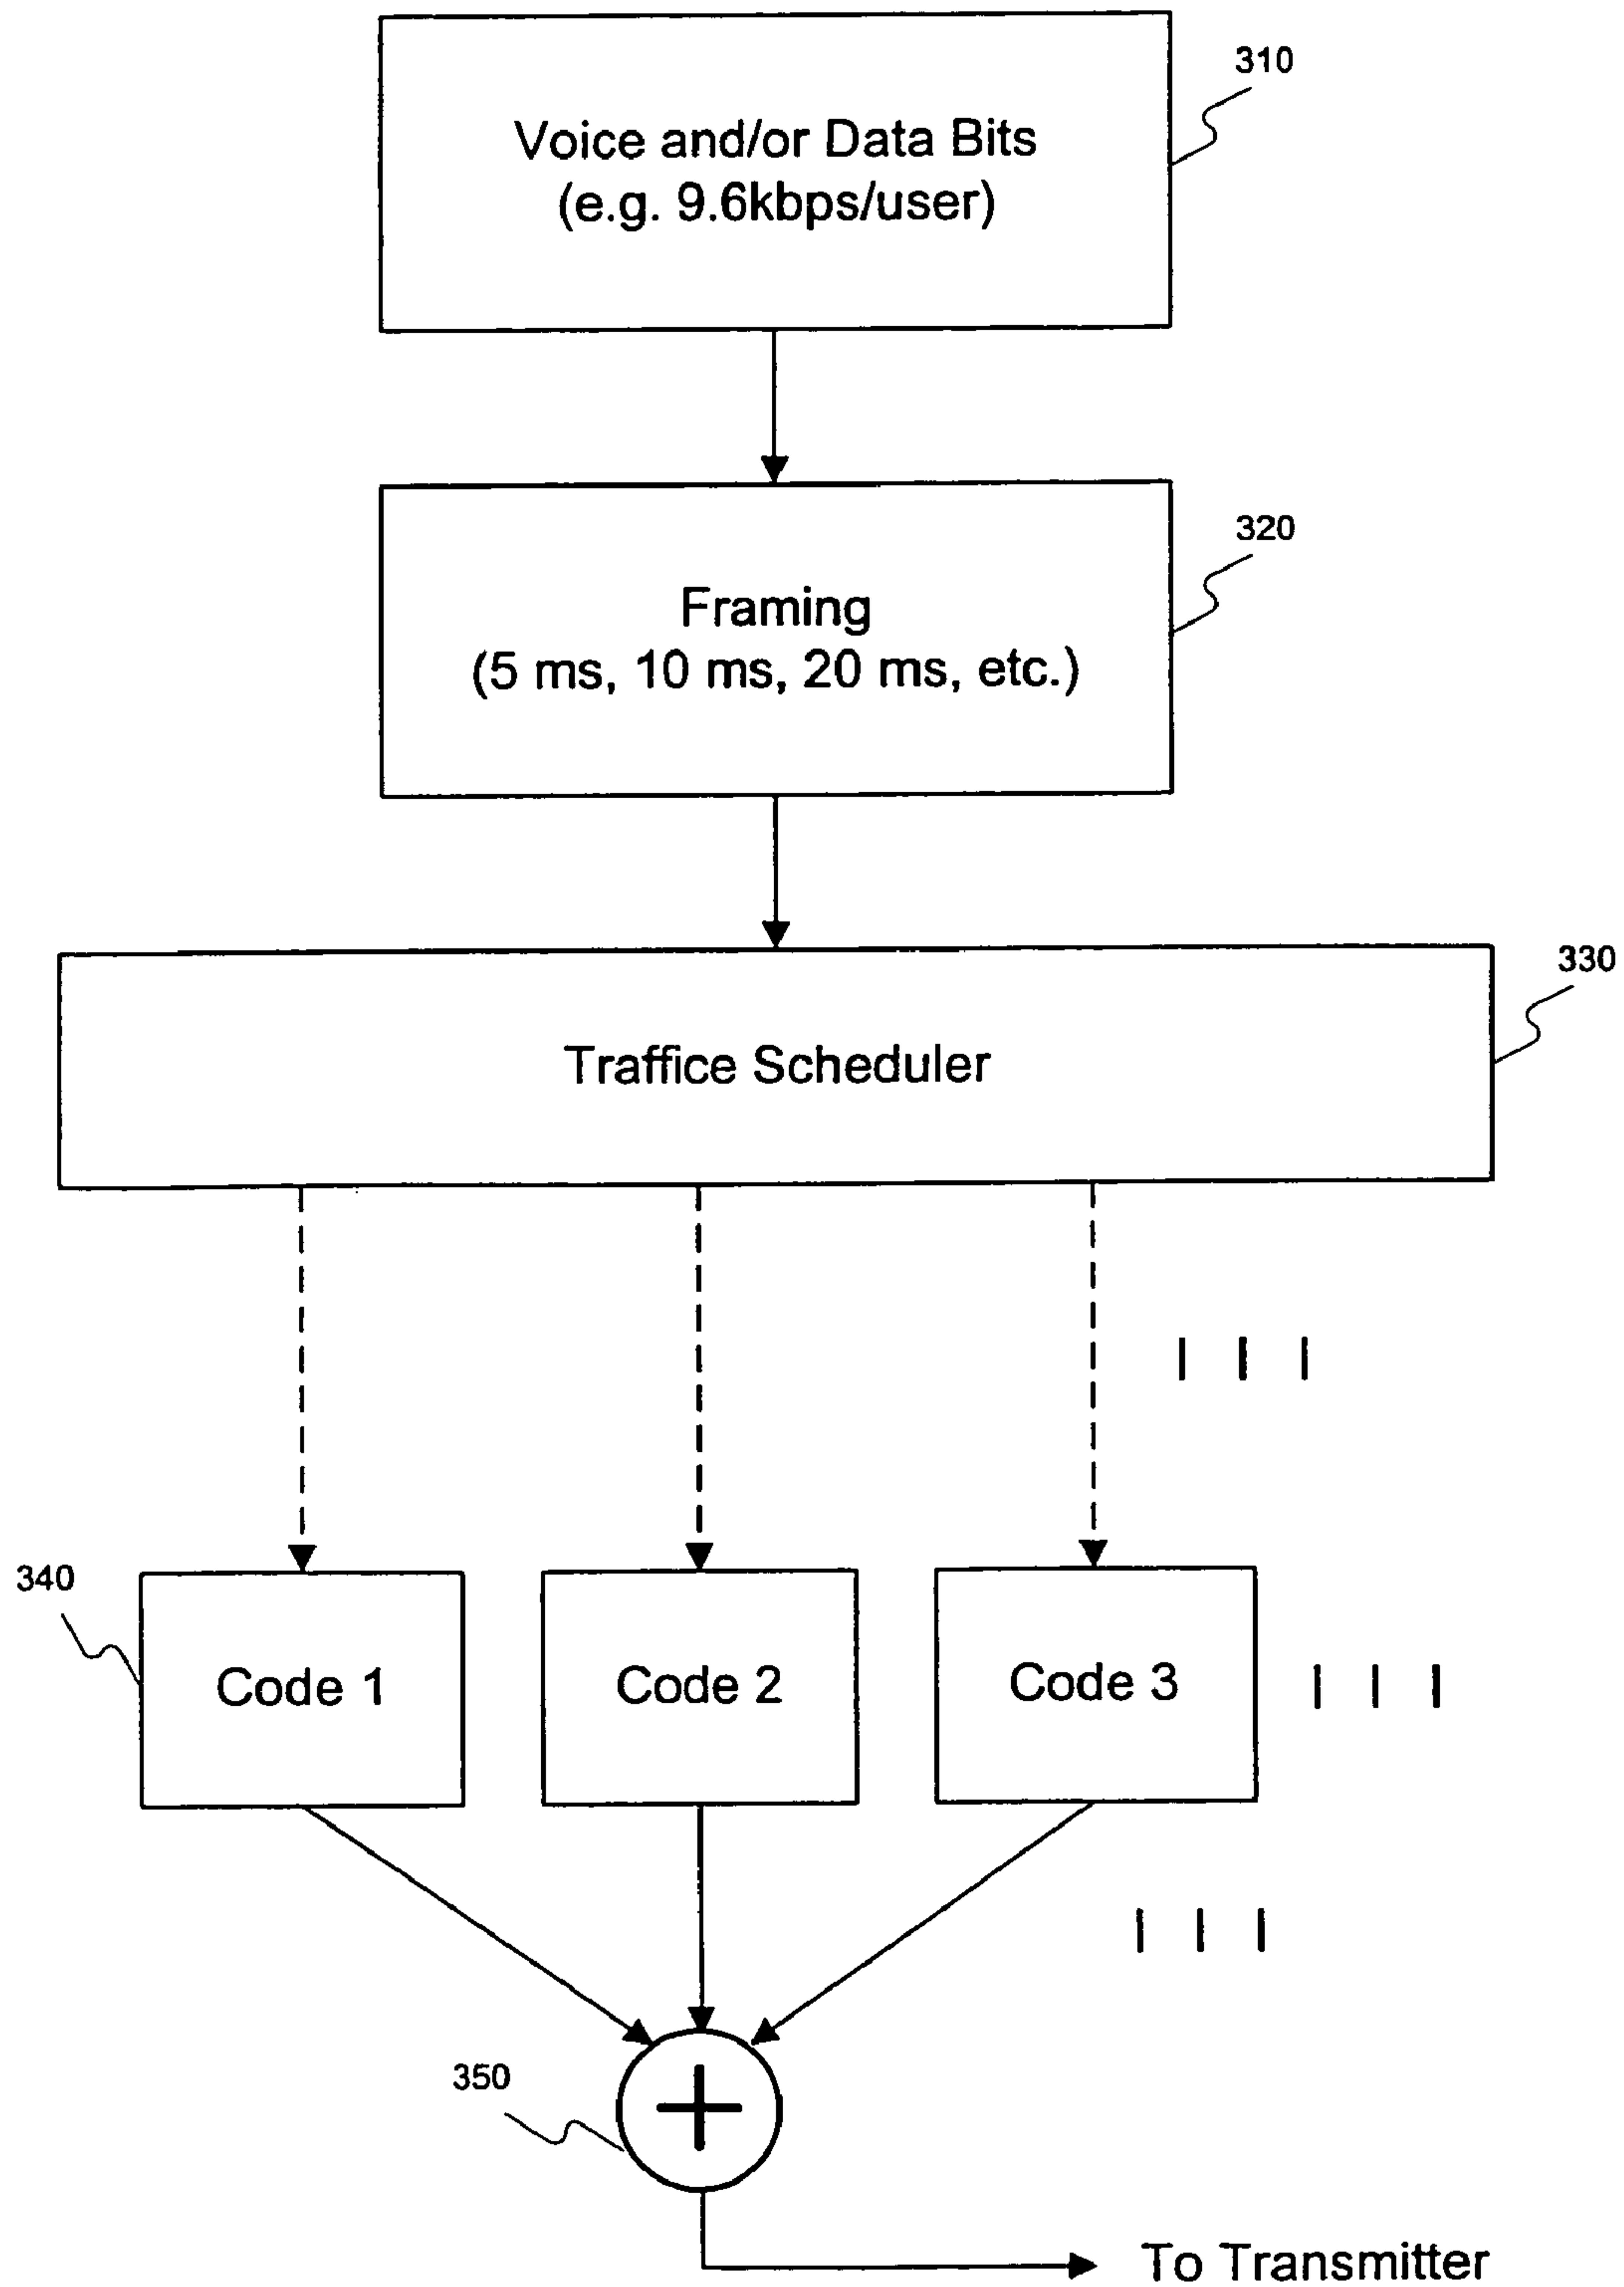 310
Voice and/or Data Bits
(e.g. 9.6kbps/user)
320
Framing
(5 ms, 10 ms, 20 ms, etc.)
330
Traffice Scheduler
340
Code 1
Code 2
Code 3
350
To Transmitter